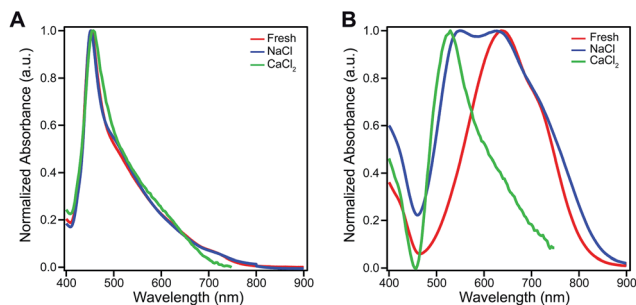 A
Normalized Absorbance (a.u.)
1.0
0.8
0.6
0.4
0.2
0.0
400 500 600 700 800 900
Wavelength (nm)
Fresh
NaCl
CaCl₂
B
Normalized Absorbance (a.u.)
1.0
0.8
0.6
0.4
0.2
0.0
400 500 600 700 800 900
Wavelength (nm)
Fresh
NaCl
CaCl₂